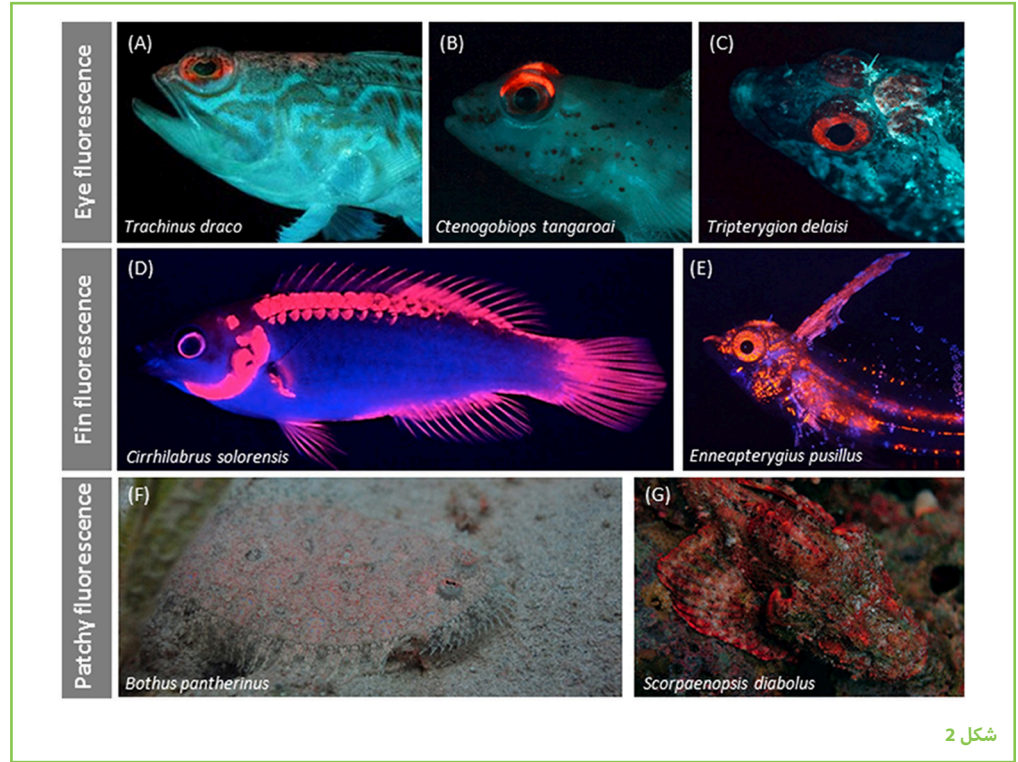 Eye fluorescence
(A)
Trachinus draco
(B)
Ctenogobiops tangaroai
(C)
Tripterygion delaisi
Fin fluorescence
(D)
Cirrhilabrus solorensis
(E)
Enneapterygius pusillus
Patchy fluorescence
(F)
Bothus pantherinus
(G)
Scorpaenopsis diabolus
شكل 2